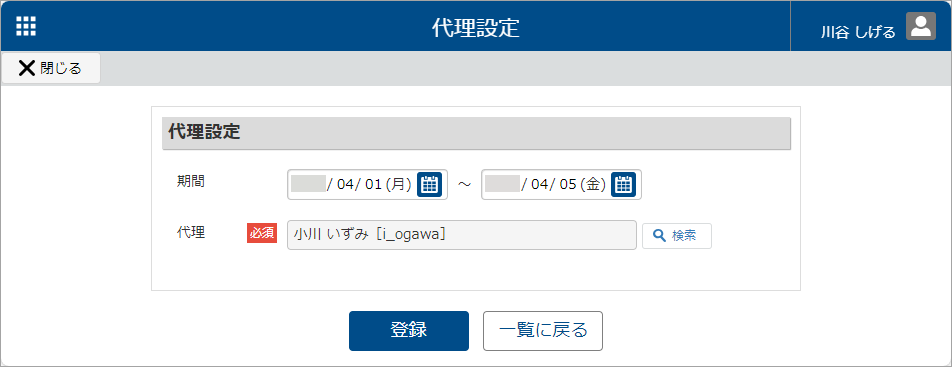 代理設定
川谷 しげる
閉じる
代理設定
期間
/ 04/ 01 (月) ～ / 04/ 05 (金)
代理 必須 小川 いずみ［i_ogawa］ 検索
登録 一覧に戻る